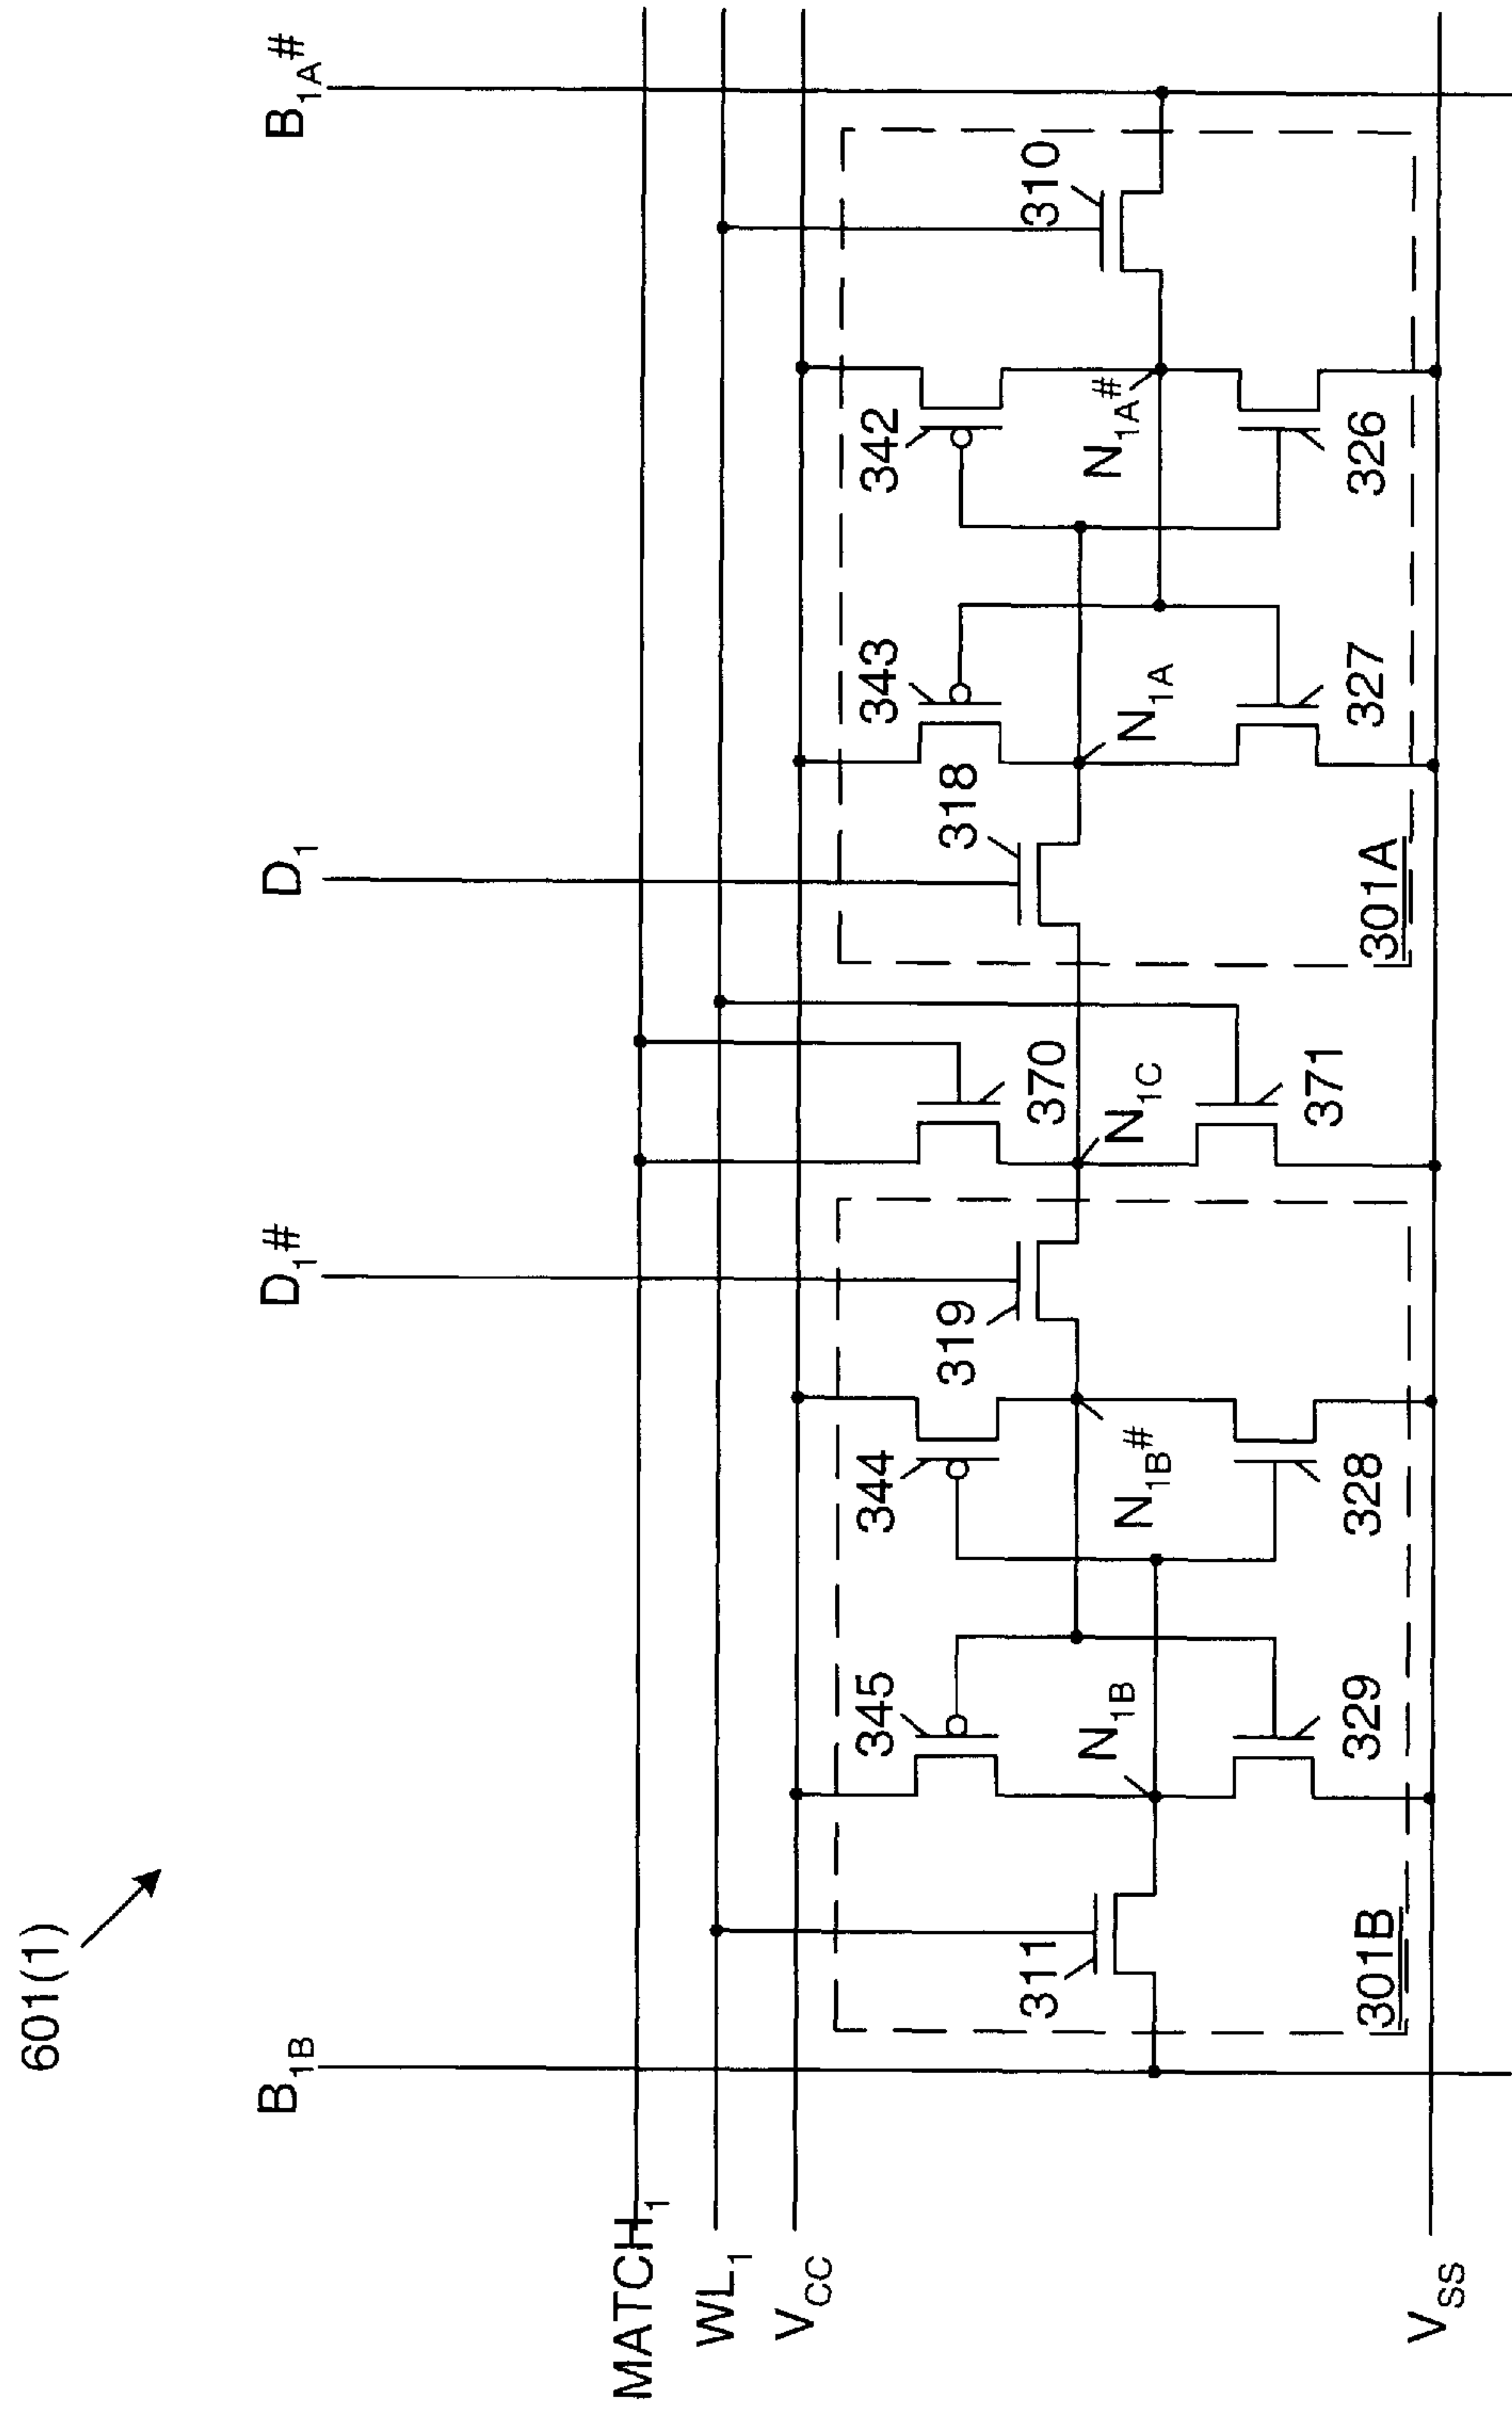 601(1)
B1B
D1#
D1
B1A#
MATCH1
WL1
VCC
VSS
311
345
344
319
370
318
343
342
310
N1B
N1B#
N1C
N1A
N1A#
329
328
371
327
326
301B
301A